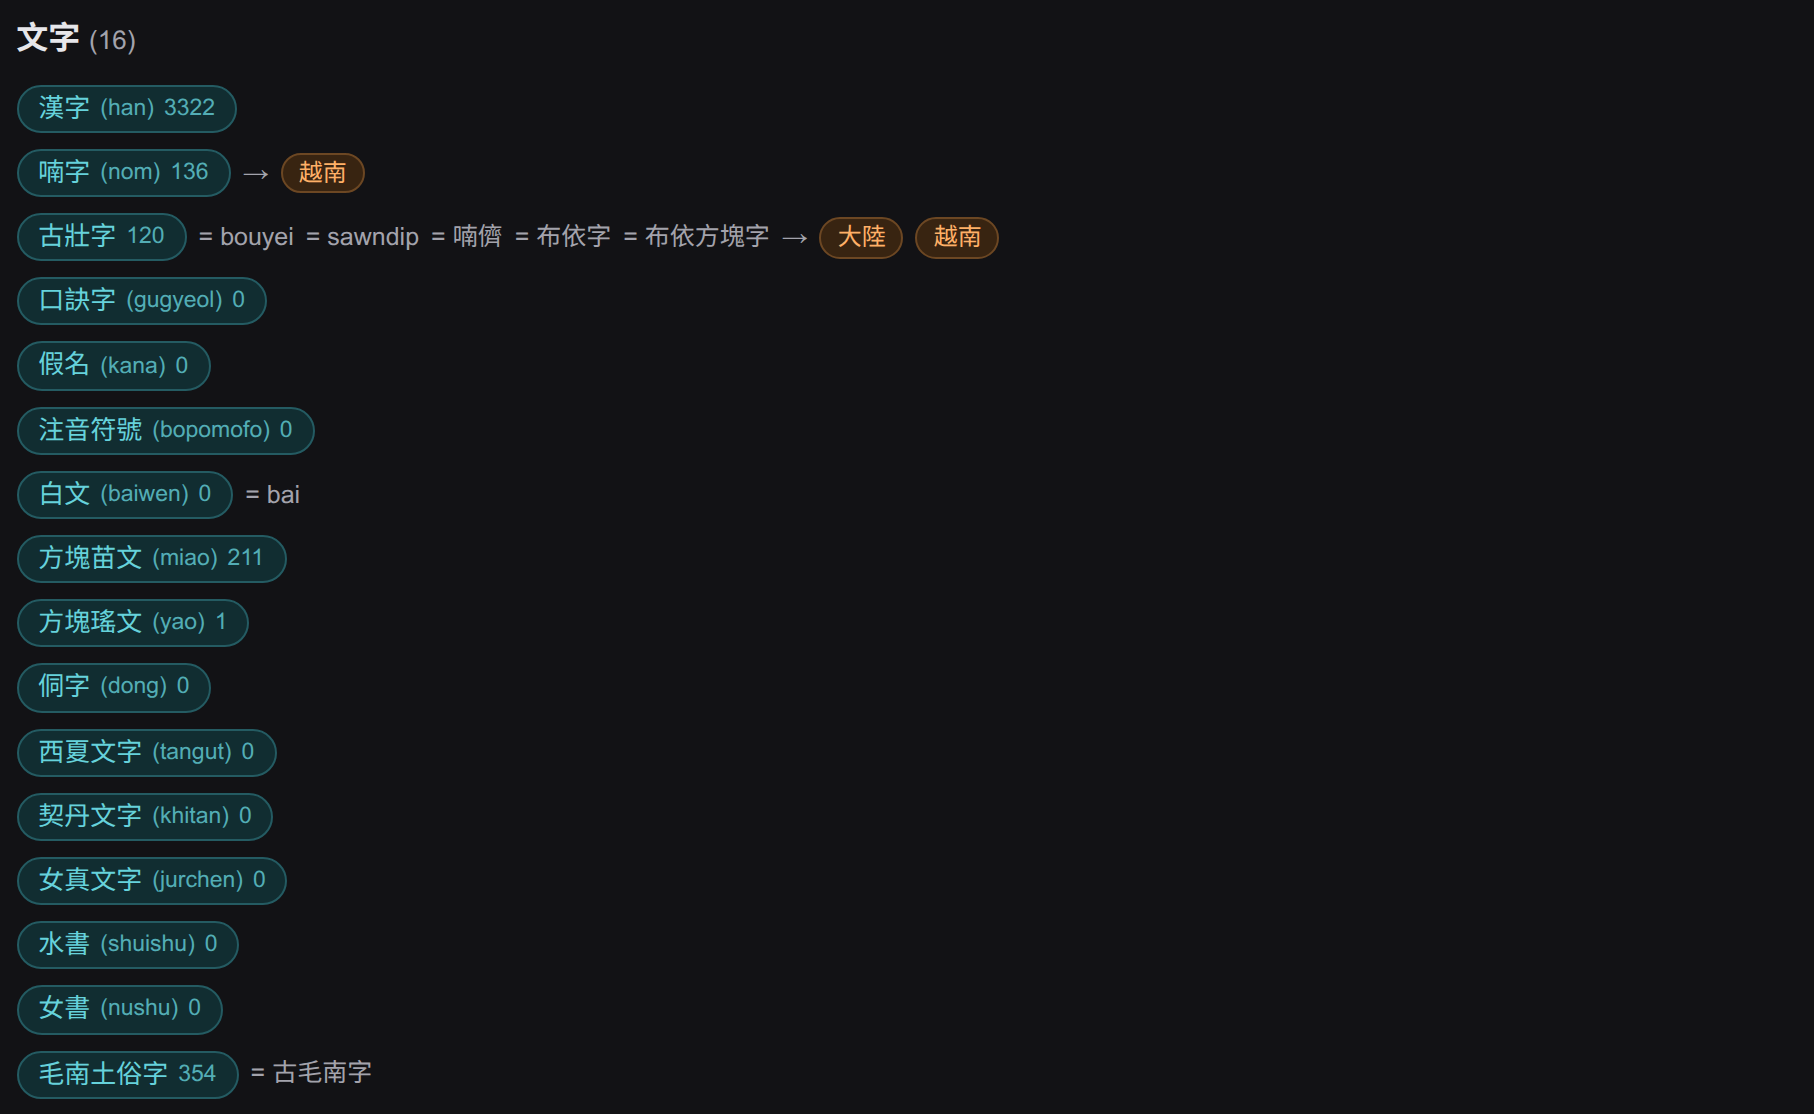 文字 (16)
漢字 (han) 3322
喃字 (nom) 136 → 越南
古壯字 120 = bouyei = sawndip = 喃儕 = 布依字 = 布依方塊字 → 大陸 越南
口訣字 (gugyeol) 0
假名 (kana) 0
注音符號 (bopomofo) 0
白文 (baiwen) 0 = bai
方塊苗文 (miao) 211
方塊瑤文 (yao) 1
侗字 (dong) 0
西夏文字 (tangut) 0
契丹文字 (khitan) 0
女真文字 (jurchen) 0
水書 (shuishu) 0
女書 (nushu) 0
毛南土俗字 354 = 古毛南字